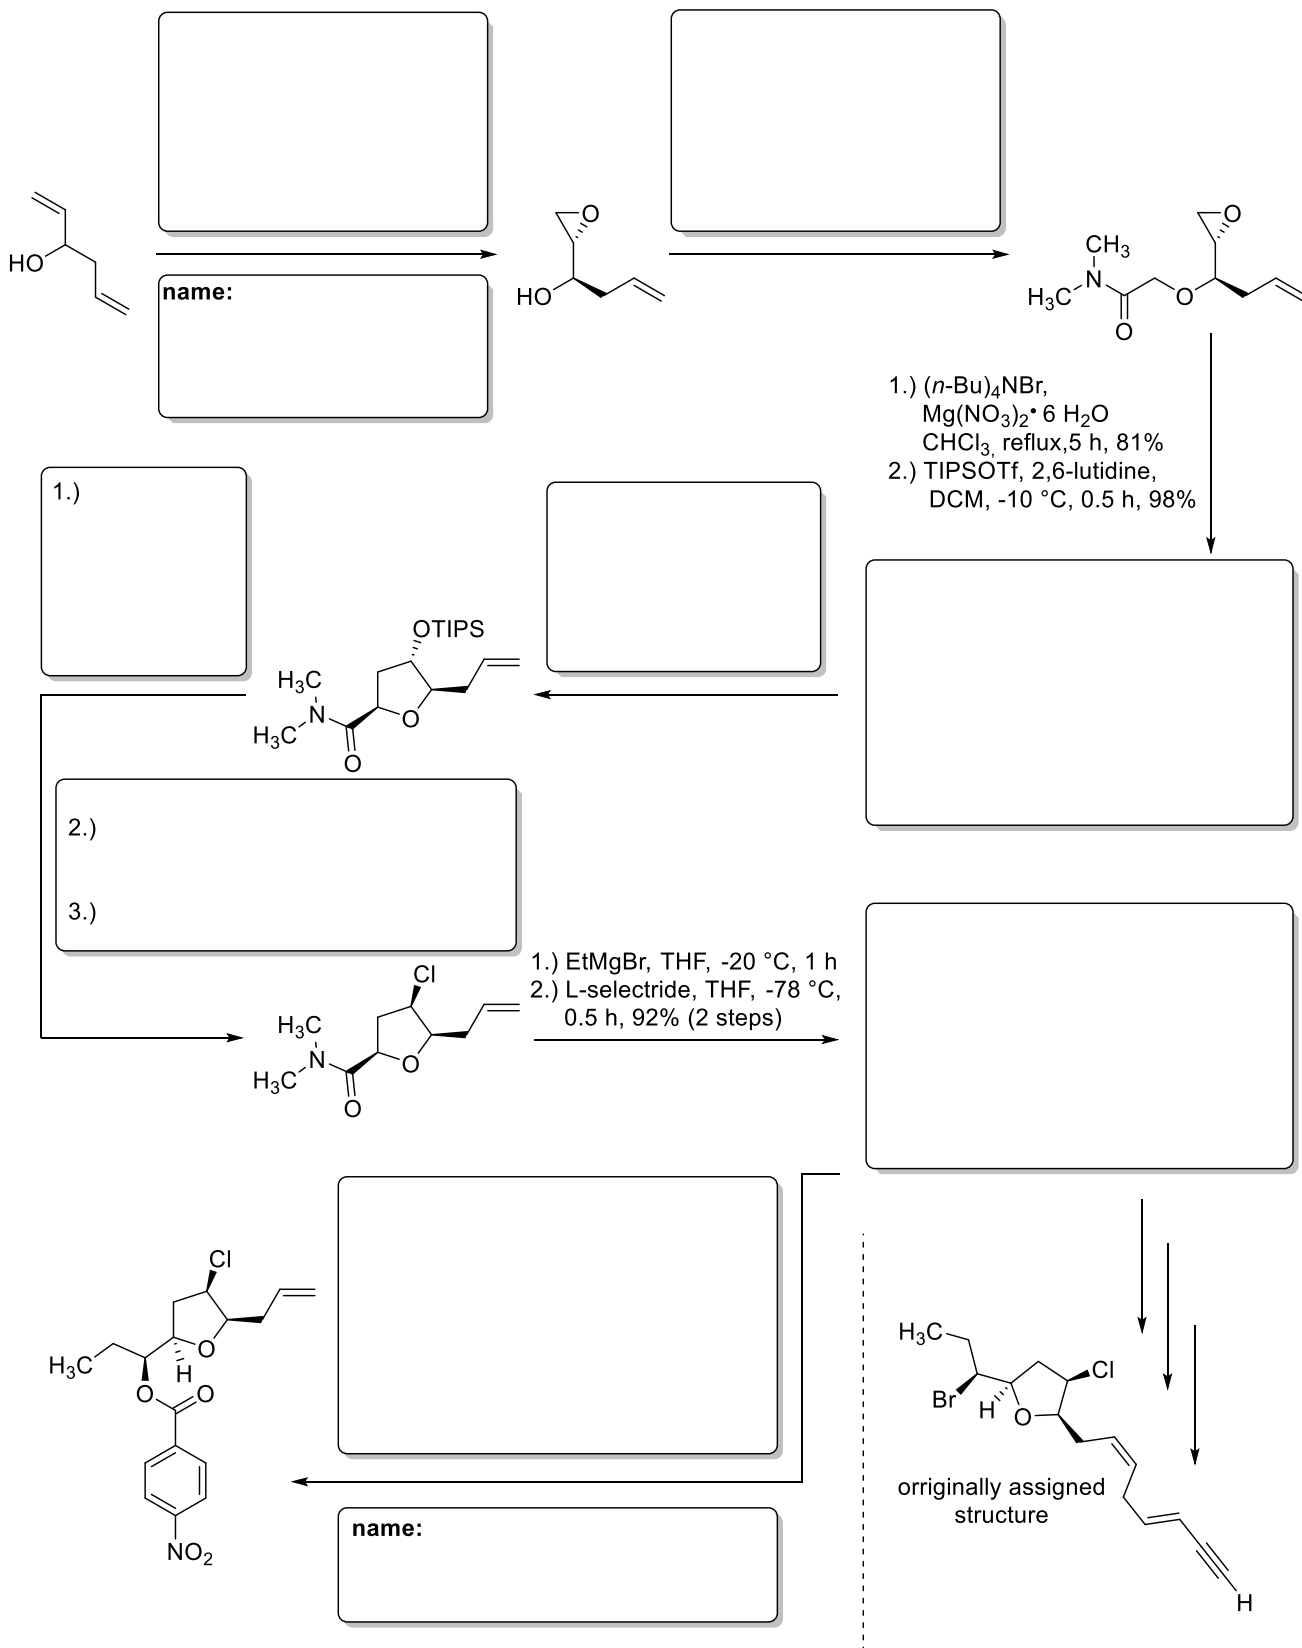 name:
HO
O
HO
O
CH3
H3C
N
O
O
1.) (n-Bu)4NBr,
Mg(NO3)2• 6 H2O
CHCl3, reflux,5 h, 81%
2.) TIPSOTf, 2,6-lutidine,
DCM, -10 °C, 0.5 h, 98%
1.)
OTIPS
H3C
N
H3C
O
O
2.)
3.)
1.) EtMgBr, THF, -20 °C, 1 h
2.) L-selectride, THF, -78 °C,
0.5 h, 92% (2 steps)
Cl
H3C
N
H3C
O
O
Cl
H3C
O
H
O
O
NO2
name:
H3C
Br
H
O
Cl
orriginally assigned
structure
H